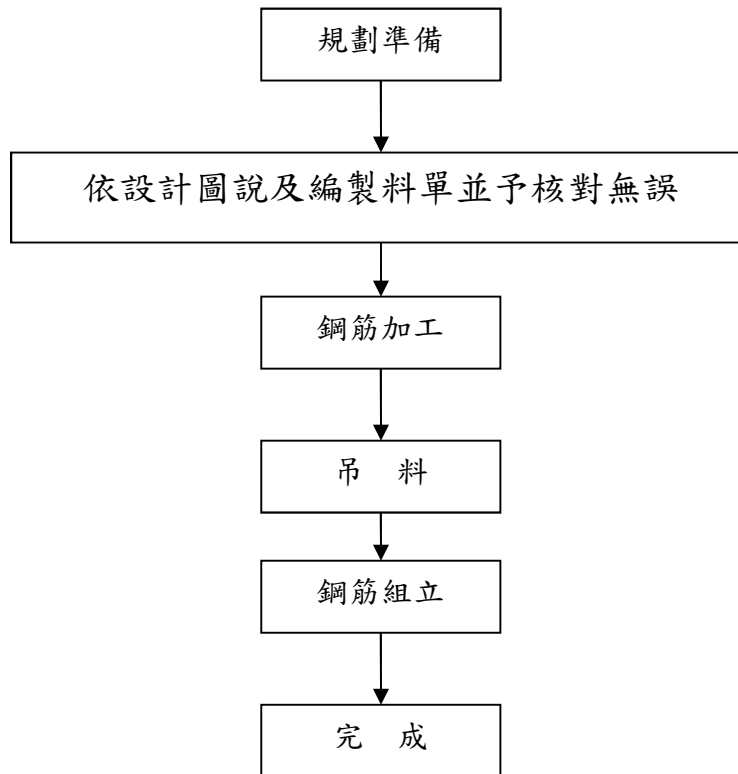 規劃準備
依設計圖說及編製料單並予核對無誤
鋼筋加工
吊　料
鋼筋組立
完　成